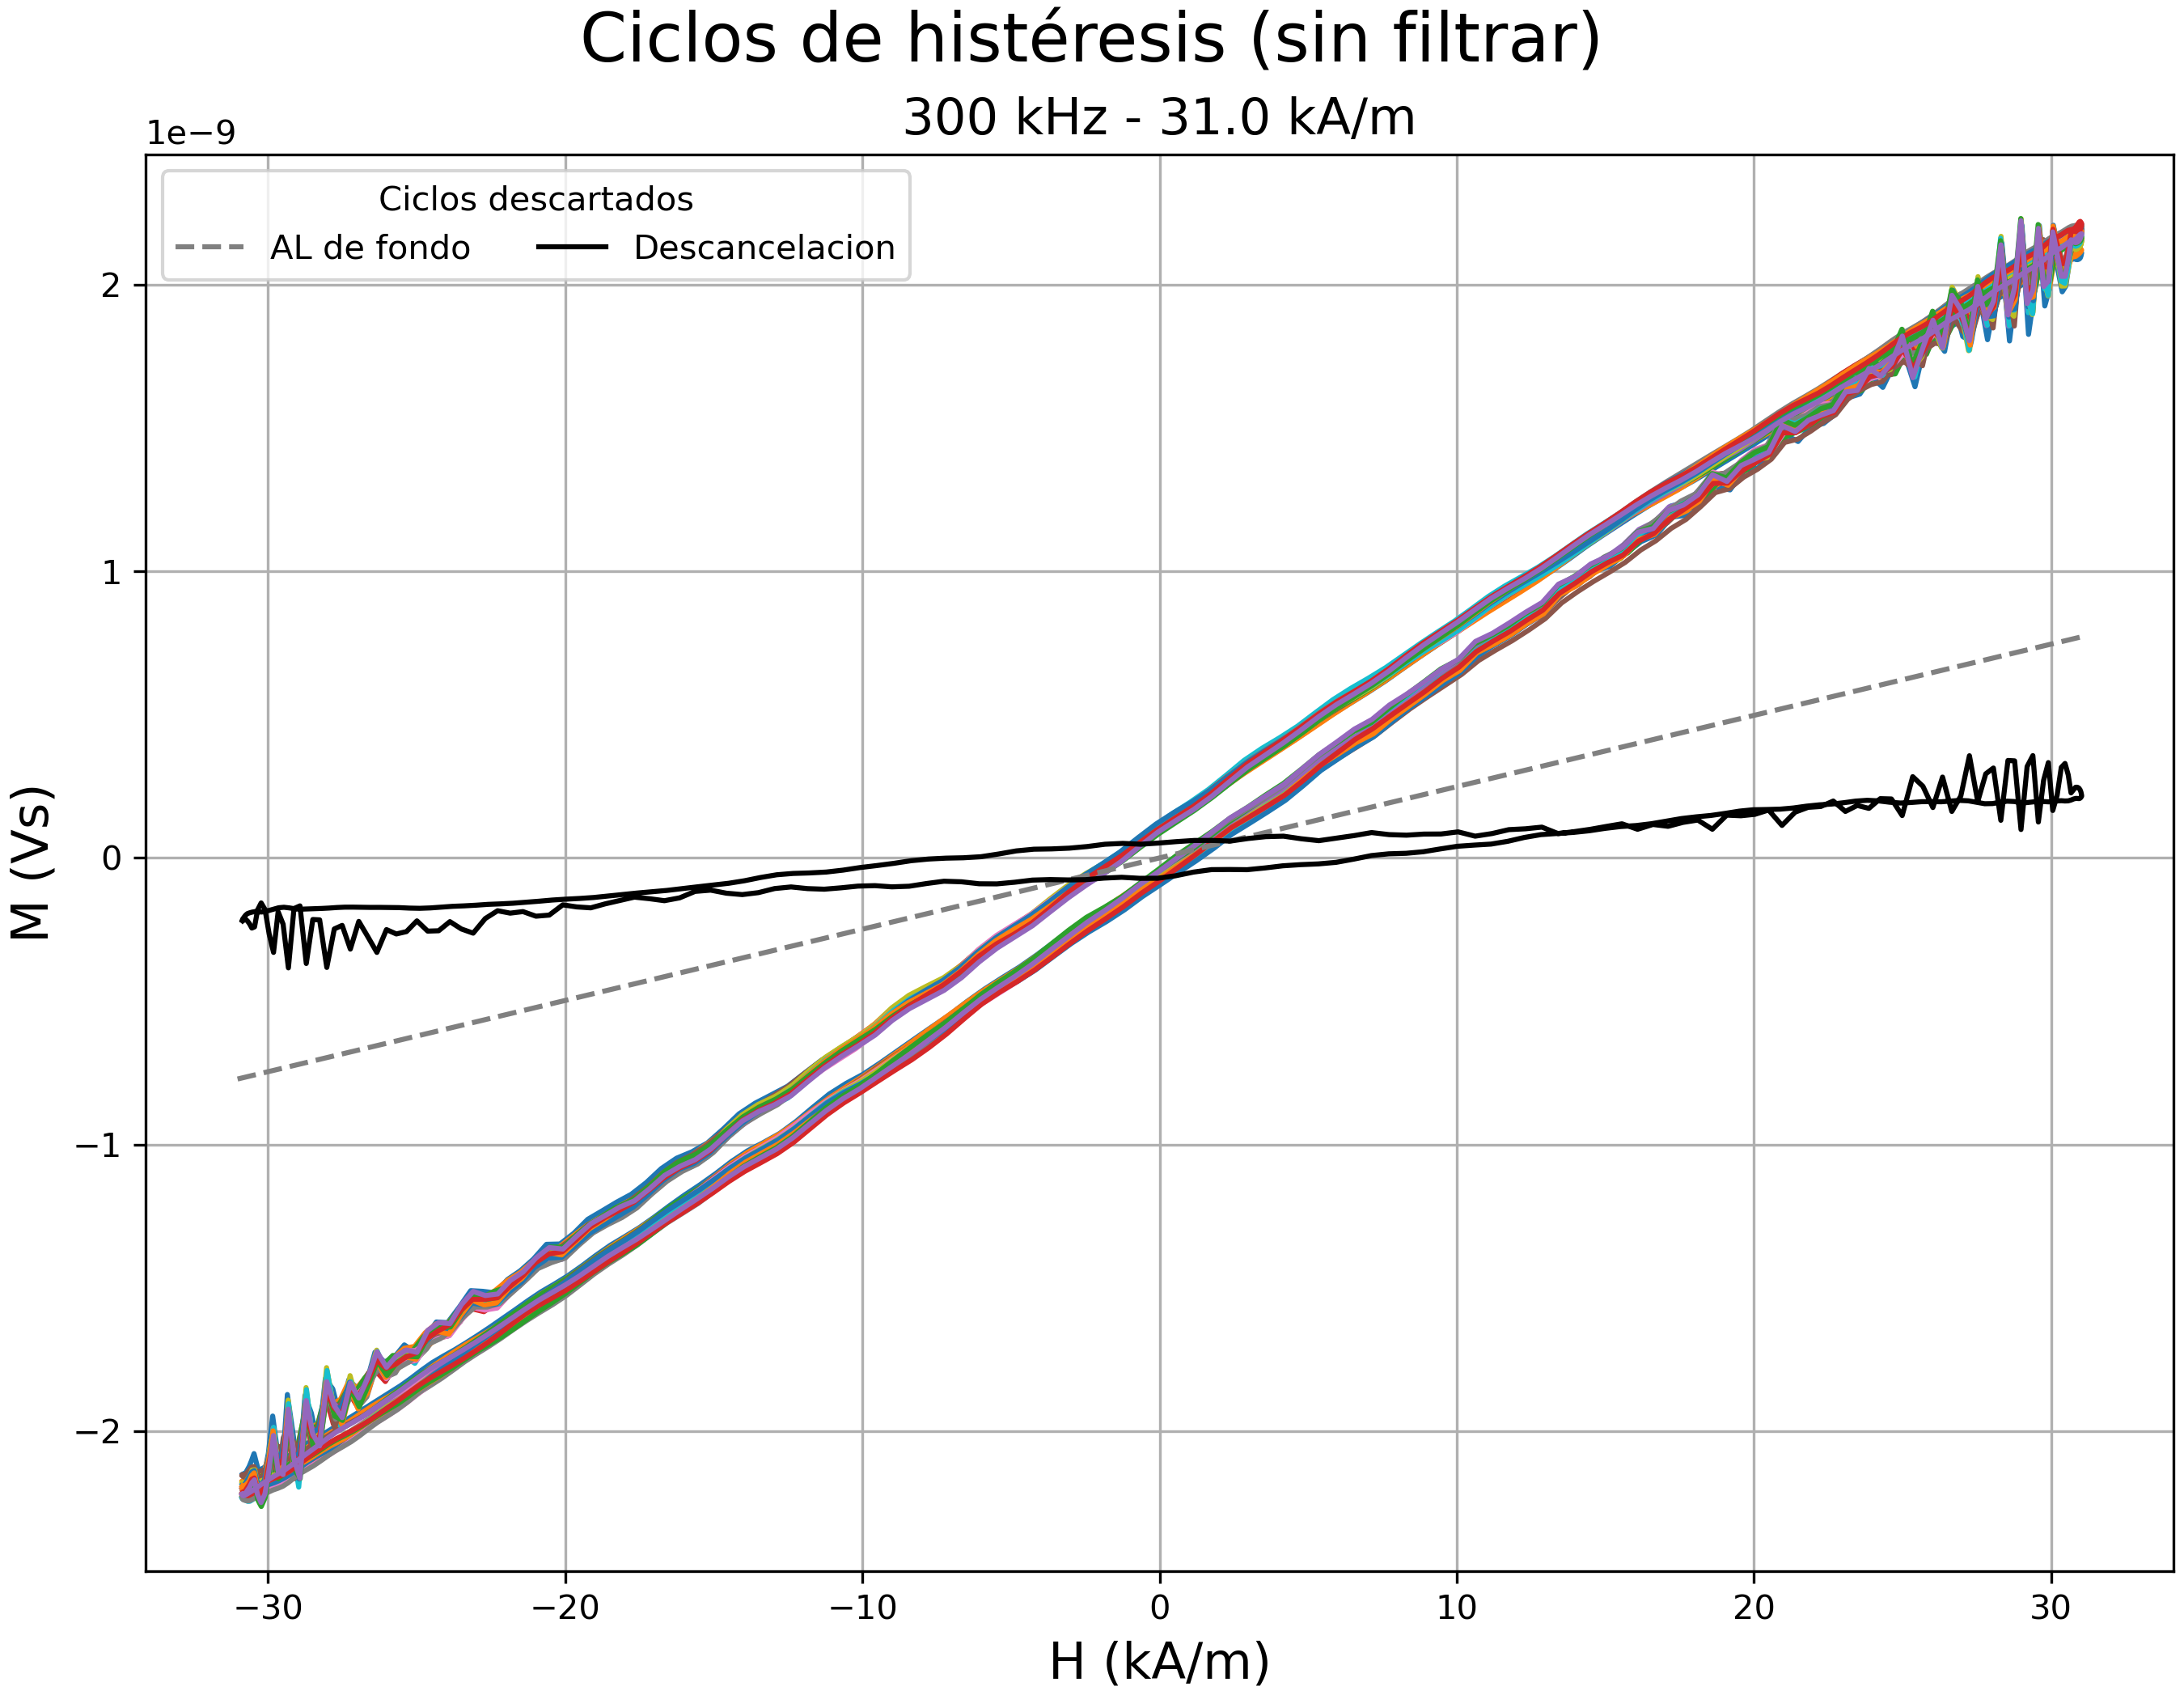 Ciclos de histéresis (sin filtrar)
300 kHz - 31.0 kA/m
1e−9
Ciclos descartados
AL de fondo
Descancelacion
2
1
0
−1
−2
M (Vs)
−30
−20
−10
0
10
20
30
H (kA/m)